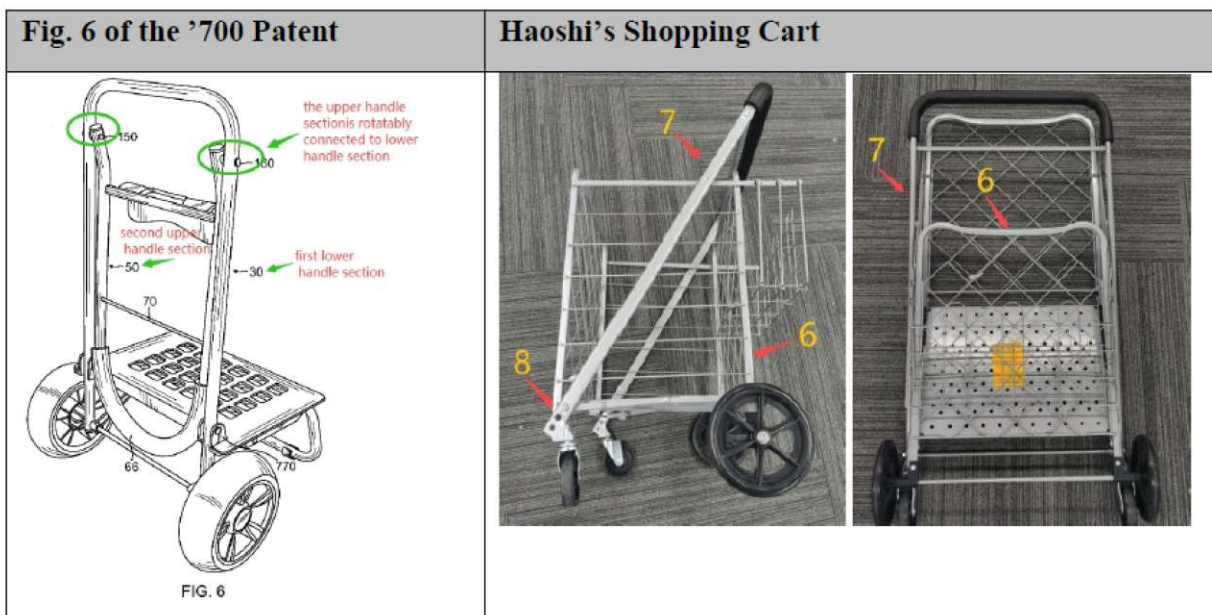 Fig. 6 of the ’700 Patent
Haoshi’s Shopping Cart
the upper handle
sectionis rotatably
connected to lower
handle section
150
160
second upper
handle section
50
first lower
handle section
30
70
66
770
FIG. 6
7
6
8
7
6